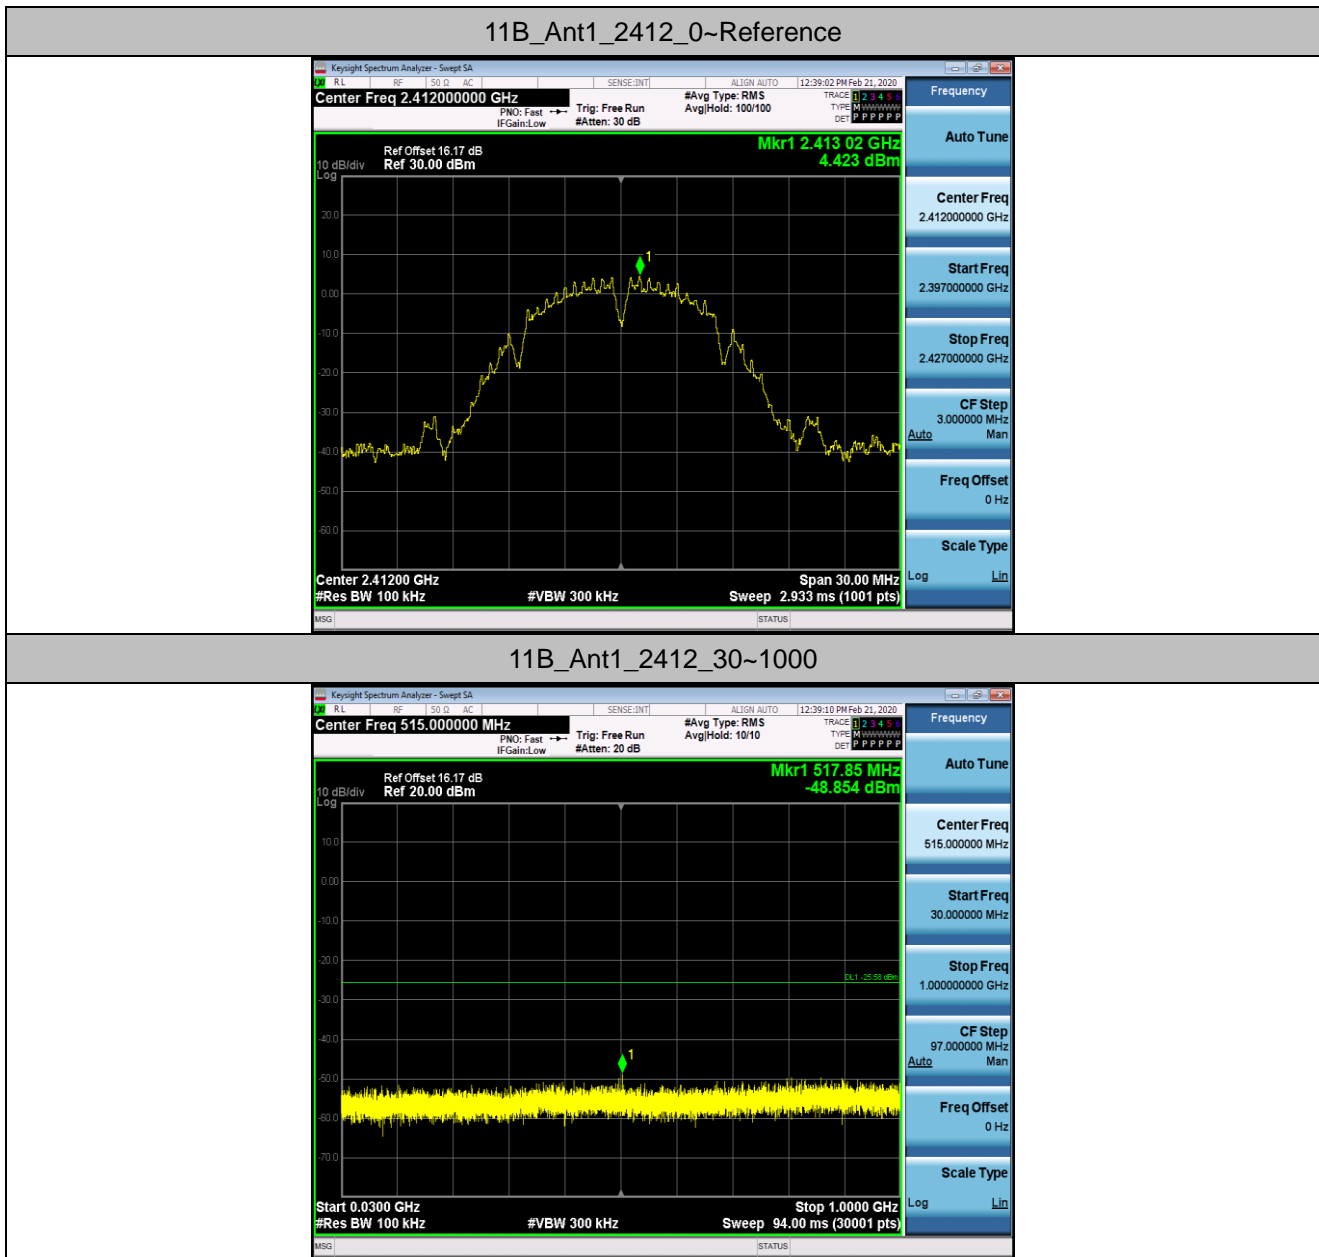 11B_Ant1_2412_0~Reference
Keysight Spectrum Analyzer - Swept SA
RL RF 50 Ω AC SENSE:INT ALIGN AUTO 12:39:02 PM Feb 21, 2020
Center Freq 2.412000000 GHz
PNO: Fast
IFGain:Low
Trig: Free Run
#Atten: 30 dB
#Avg Type: RMS
Avg|Hold: 100/100
TRACE 1 2 3 4 5 6
TYPE M WWWWW
DET P P P P P P
Frequency
Auto Tune
Mkr1 2.413 02 GHz
4.423 dBm
Ref Offset 16.17 dB
10 dB/div Ref 30.00 dBm
Log
20.0
10.0
0.00
-10.0
-20.0
-30.0
-40.0
-50.0
-60.0
1
Center Freq
2.412000000 GHz
Start Freq
2.397000000 GHz
Stop Freq
2.427000000 GHz
CF Step
3.000000 MHz
Auto Man
Freq Offset
0 Hz
Scale Type
Log Lin
Center 2.41200 GHz Span 30.00 MHz
#Res BW 100 kHz #VBW 300 kHz Sweep 2.933 ms (1001 pts)
MSG STATUS
11B_Ant1_2412_30~1000
Keysight Spectrum Analyzer - Swept SA
RL RF 50 Ω AC SENSE:INT ALIGN AUTO 12:39:10 PM Feb 21, 2020
Center Freq 515.000000 MHz
PNO: Fast
IFGain:Low
Trig: Free Run
#Atten: 20 dB
#Avg Type: RMS
Avg|Hold: 10/10
TRACE 1 2 3 4 5 6
TYPE M WWWWW
DET P P P P P P
Frequency
Auto Tune
Mkr1 517.85 MHz
-48.854 dBm
Ref Offset 16.17 dB
10 dB/div Ref 20.00 dBm
Log
10.0
0.00
-10.0
-20.0
-30.0
-40.0
-50.0
-60.0
-70.0
DL1 -25.58 dBm
1
Center Freq
515.000000 MHz
Start Freq
30.000000 MHz
Stop Freq
1.000000000 GHz
CF Step
97.000000 MHz
Auto Man
Freq Offset
0 Hz
Scale Type
Log Lin
Start 0.0300 GHz Stop 1.0000 GHz
#Res BW 100 kHz #VBW 300 kHz Sweep 94.00 ms (30001 pts)
MSG STATUS